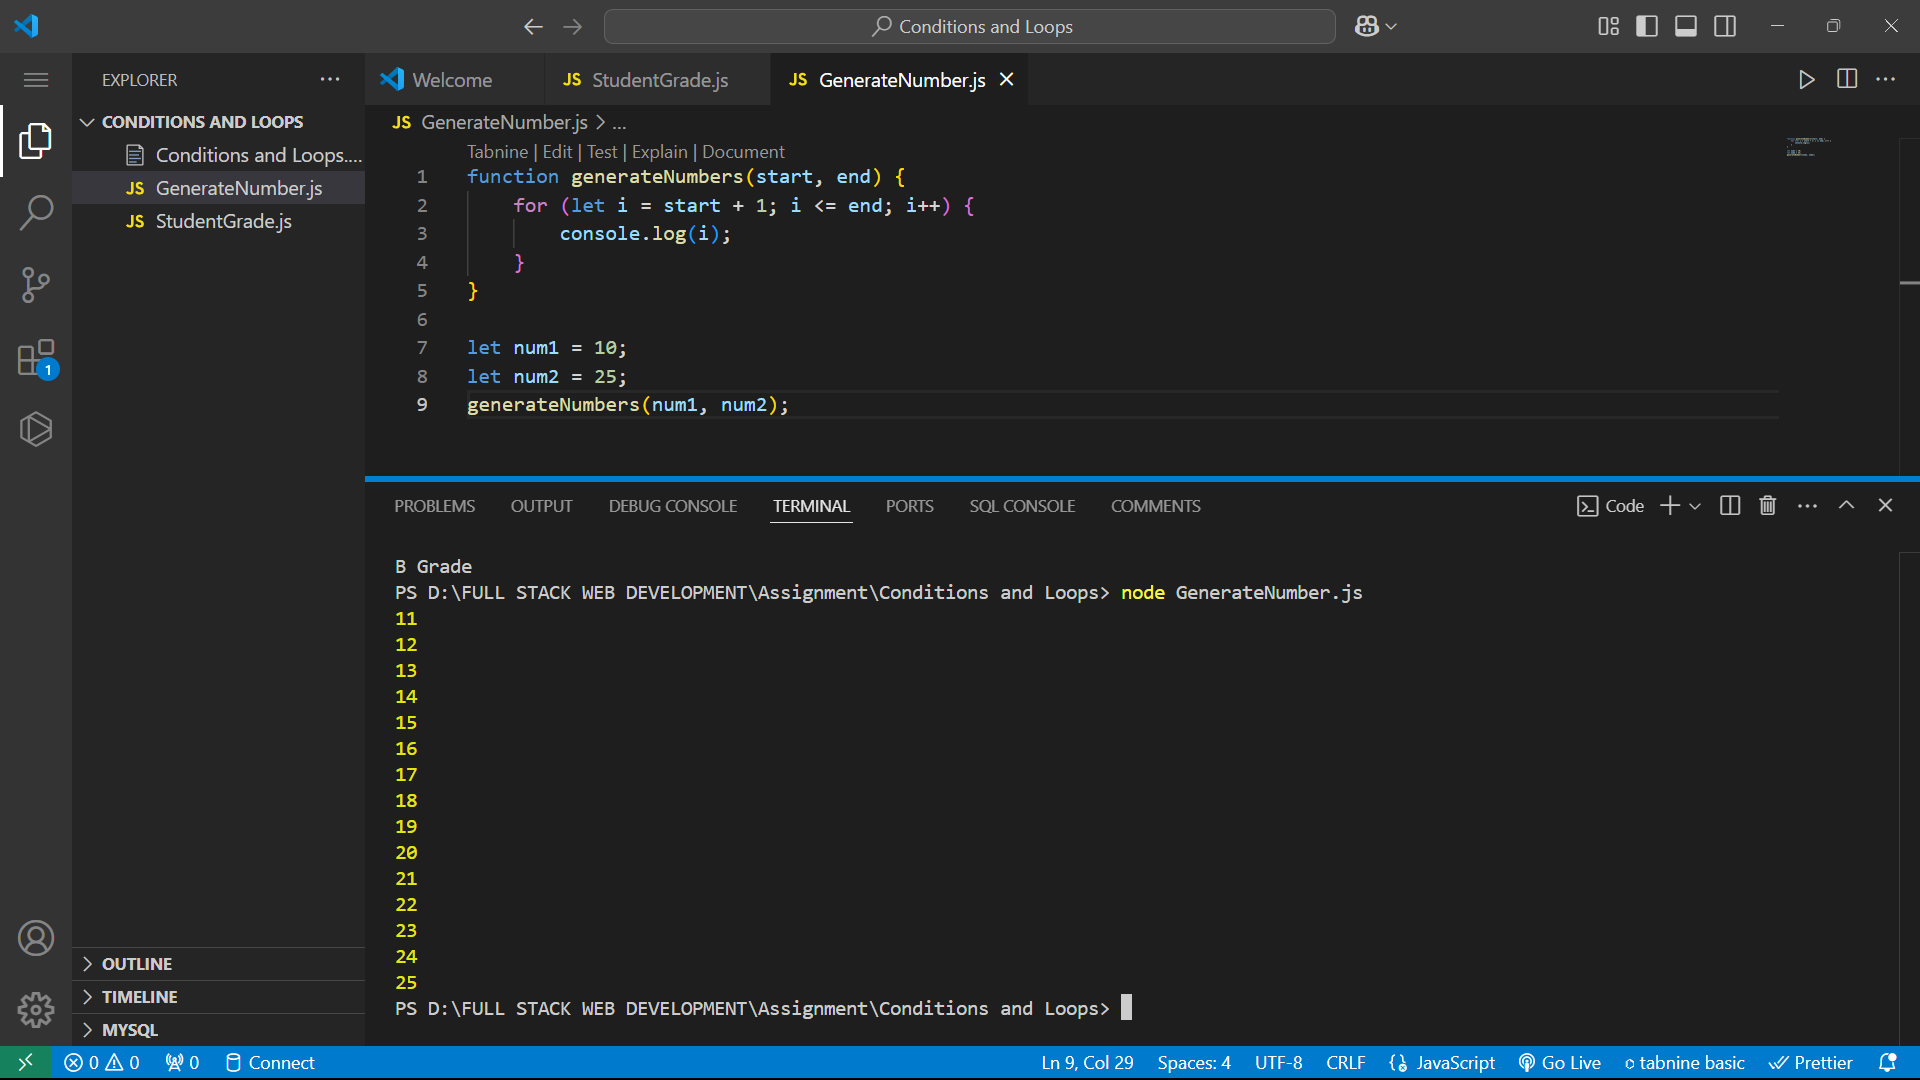 Conditions and Loops
EXPLORER
CONDITIONS AND LOOPS
Conditions and Loops....
JS GenerateNumber.js
JS StudentGrade.js
1
OUTLINE
TIMELINE
MYSQL
Welcome
JS StudentGrade.js
JS GenerateNumber.js
JS GenerateNumber.js > ...
Tabnine | Edit | Test | Explain | Document
1 function generateNumbers(start, end) {
2 for (let i = start + 1; i <= end; i++) {
3 console.log(i);
4 }
5 }
6
7 let num1 = 10;
8 let num2 = 25;
9 generateNumbers(num1, num2);
PROBLEMS OUTPUT DEBUG CONSOLE TERMINAL PORTS SQL CONSOLE COMMENTS Code
B Grade
PS D:\FULL STACK WEB DEVELOPMENT\Assignment\Conditions and Loops> node GenerateNumber.js
11
12
13
14
15
16
17
18
19
20
21
22
23
24
25
PS D:\FULL STACK WEB DEVELOPMENT\Assignment\Conditions and Loops>
0 0 0 Connect Ln 9, Col 29 Spaces: 4 UTF-8 CRLF JavaScript Go Live tabnine basic Prettier